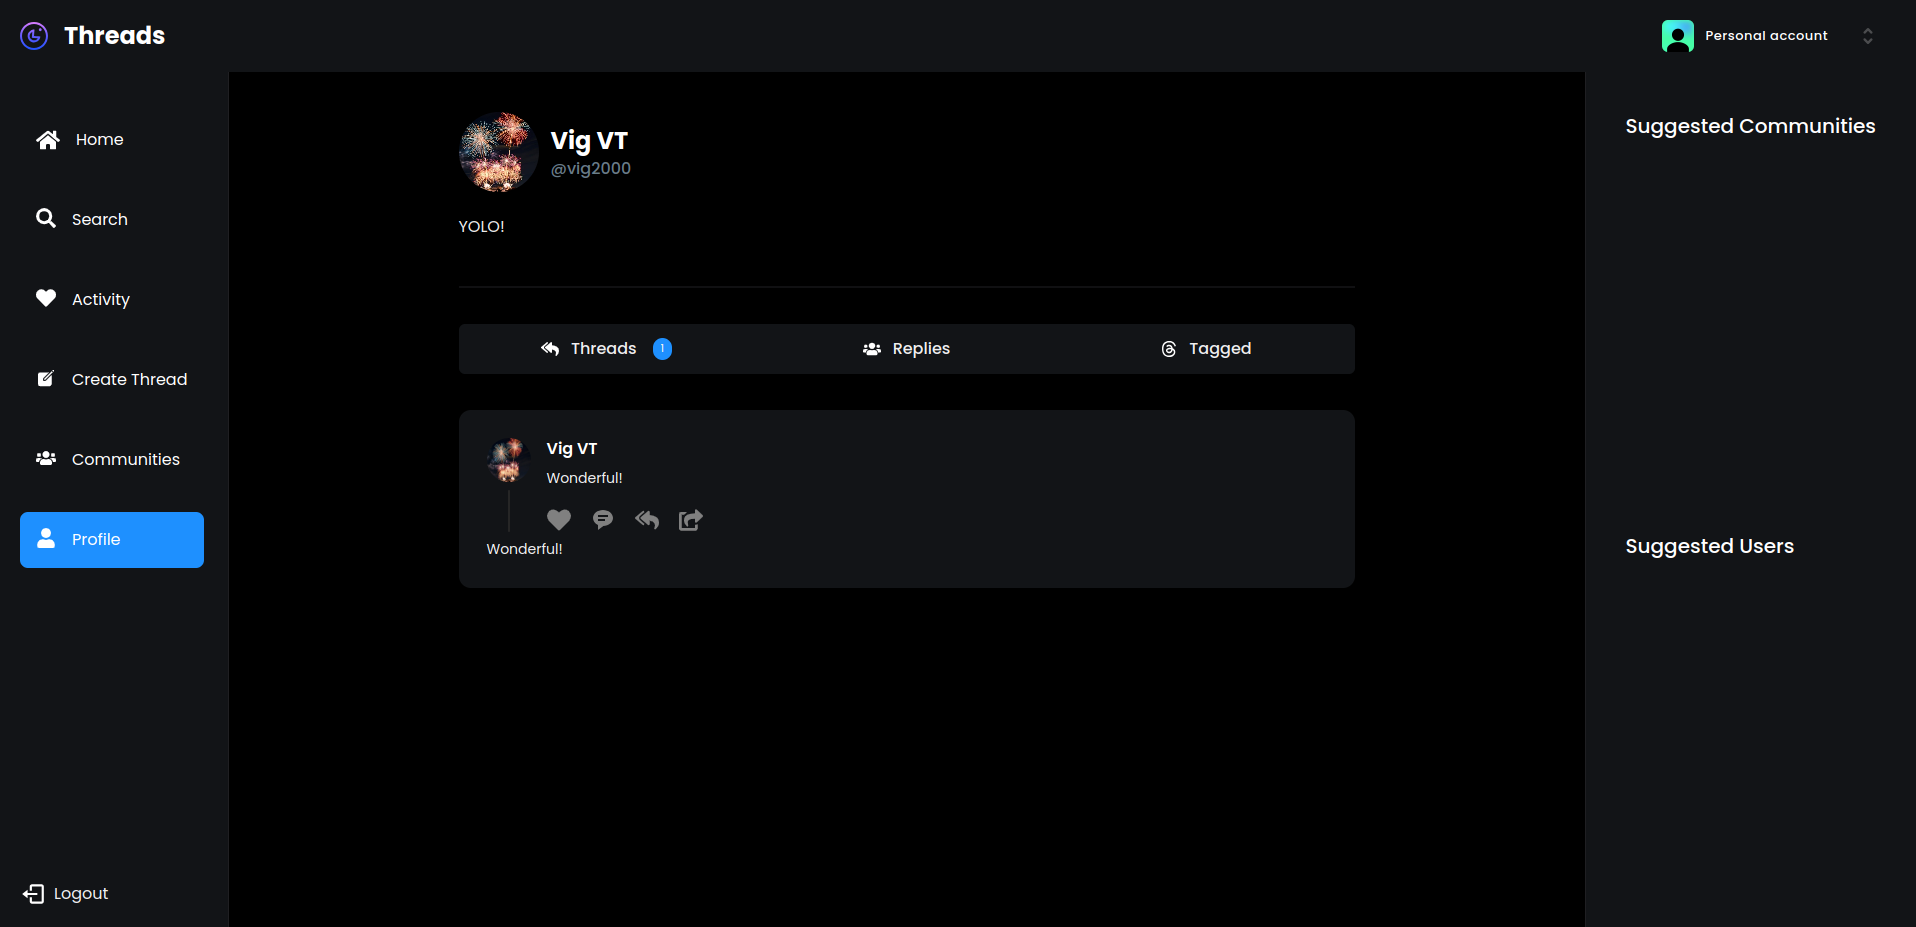 Threads
Personal account
Home
Search
Activity
Create Thread
Communities
Profile
Logout
Vig VT
@vig2000
YOLO!
Threads 1
Replies
Tagged
Vig VT
Wonderful!
Wonderful!
Suggested Communities
Suggested Users